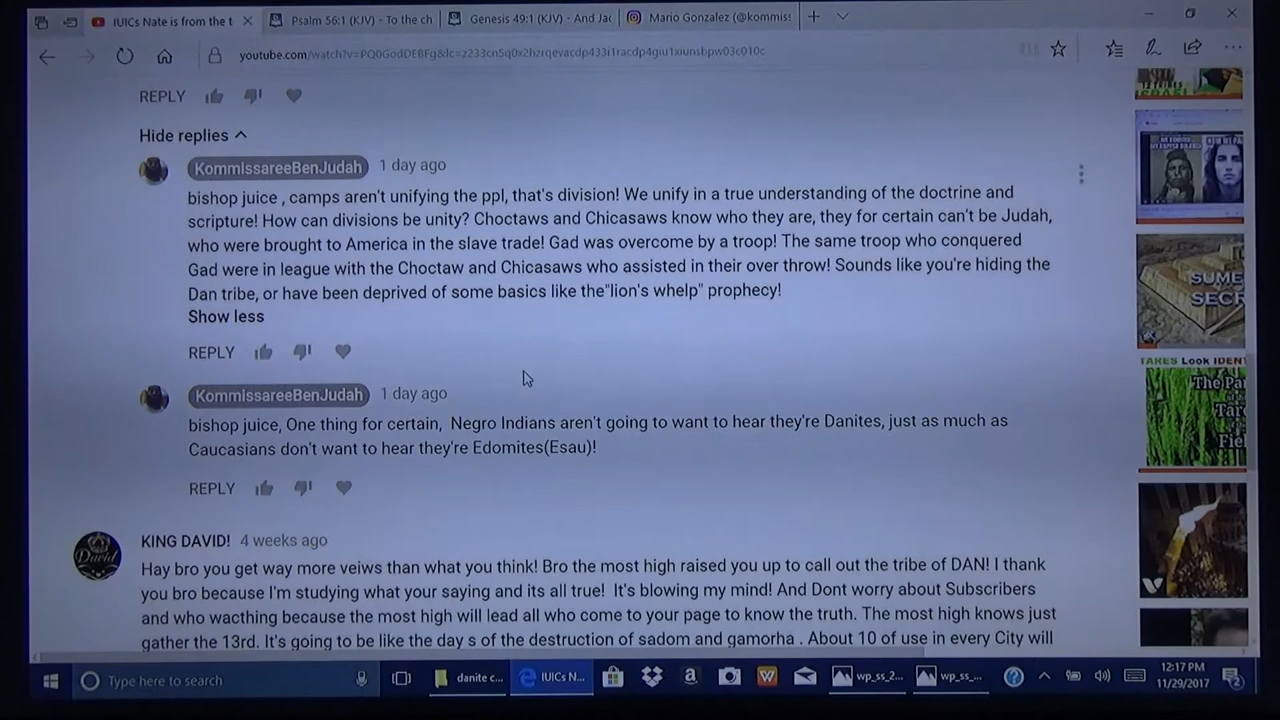 IUICs Nate is from the t
Psalm 56:1 (KJV) - To the ch
Genesis 49:1 (KJV) - And Jac
Mario Gonzalez (@kommiss
REPLY
Hide replies
KommissareeBenJudah 1 day ago
bishop juice , camps aren't unifying the ppl, that's division! We unify in a true understanding of the doctrine and
scripture! How can divisions be unity? Choctaws and Chicasaws know who they are, they for certain can't be Judah,
who were brought to America in the slave trade! Gad was overcome by a troop! The same troop who conquered
Gad were in league with the Choctaw and Chicasaws who assisted in their over throw! Sounds like you're hiding the
Dan tribe, or have been deprived of some basics like the"lion's whelp" prophecy!
Show less
REPLY
KommissareeBenJudah 1 day ago
bishop juice, One thing for certain, Negro Indians aren't going to want to hear they're Danites, just as much as
Caucasians don't want to hear they're Edomites(Esau)!
REPLY
KING DAVID! 4 weeks ago
Hay bro you get way more veiws than what you think! Bro the most high raised you up to call out the tribe of DAN! I thank
you bro because I'm studying what your saying and its all true! It's blowing my mind! And Dont worry about Subscribers
and who wacthing because the most high will lead all who come to your page to know the truth. The most high knows just
gather the 13rd. It's going to be like the day s of the destruction of sadom and gamorha . About 10 of use in every City will
SUME
SECR
TAKES Look IDENT
The Par
Tare
Fiel
Type here to search
danite c...
IUICs N...
wp_ss_2...
wp_ss_...
12:17 PM
11/29/2017